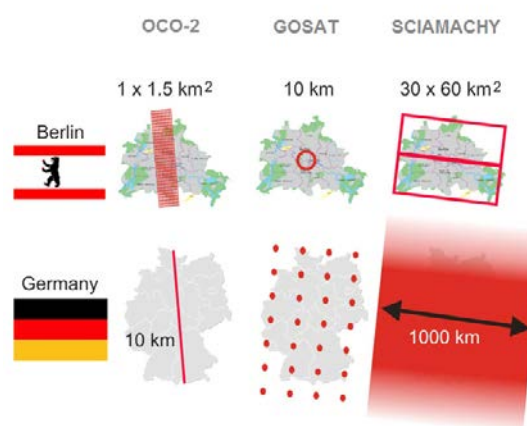 OCO-2 GOSAT SCIAMACHY
1 x 1.5 km² 10 km 30 x 60 km²
Berlin
Germany
10 km
1000 km